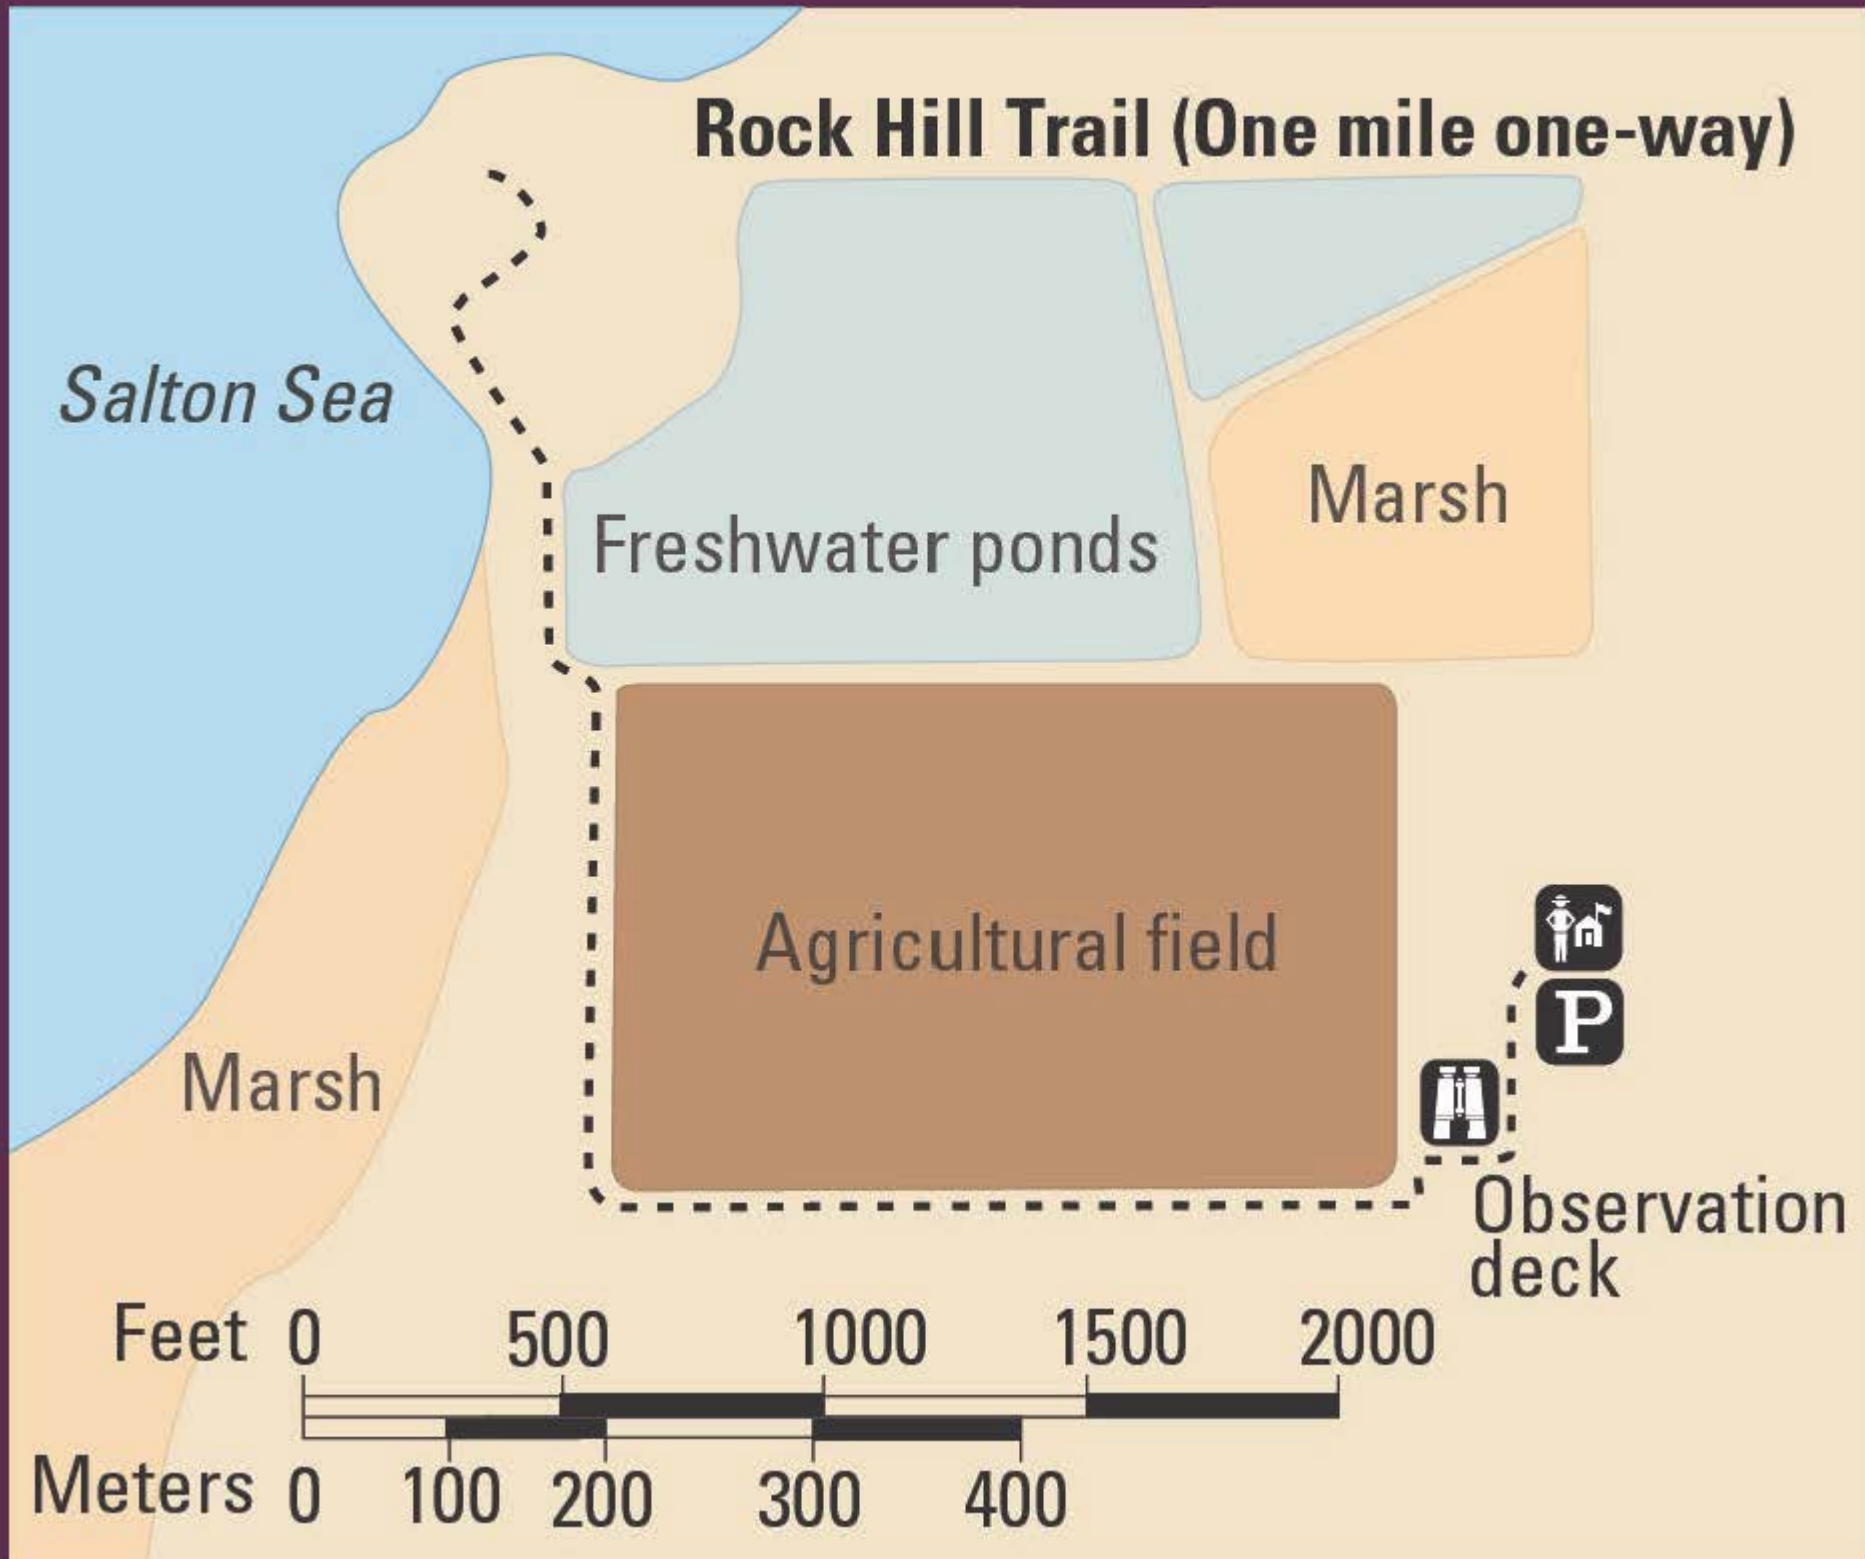 Rock Hill Trail (One mile one-way)
Salton Sea
Marsh
Freshwater ponds
Agricultural field
P
Marsh
Observation
deck
Feet 0 500 1000 1500 2000
Meters 0 100 200 300 400